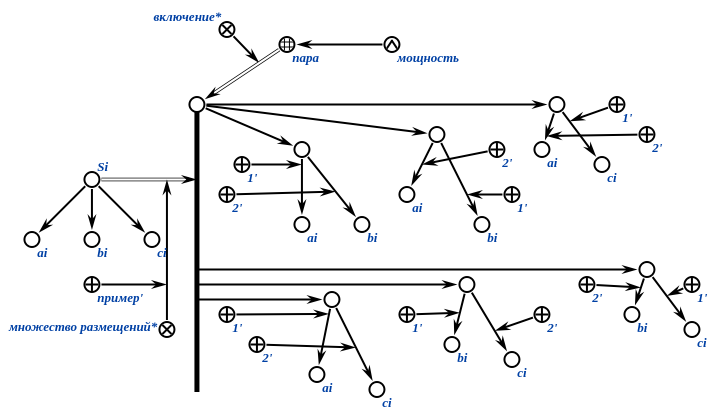 включение*
пара
мощность
1'
2'
ai
ci
Si
1'
2'
ai
bi
2'
1'
ai
bi
ai
bi
ci
пример'
множество размещений*
1'
2'
ai
ci
1'
2'
bi
ci
2'
1'
bi
ci